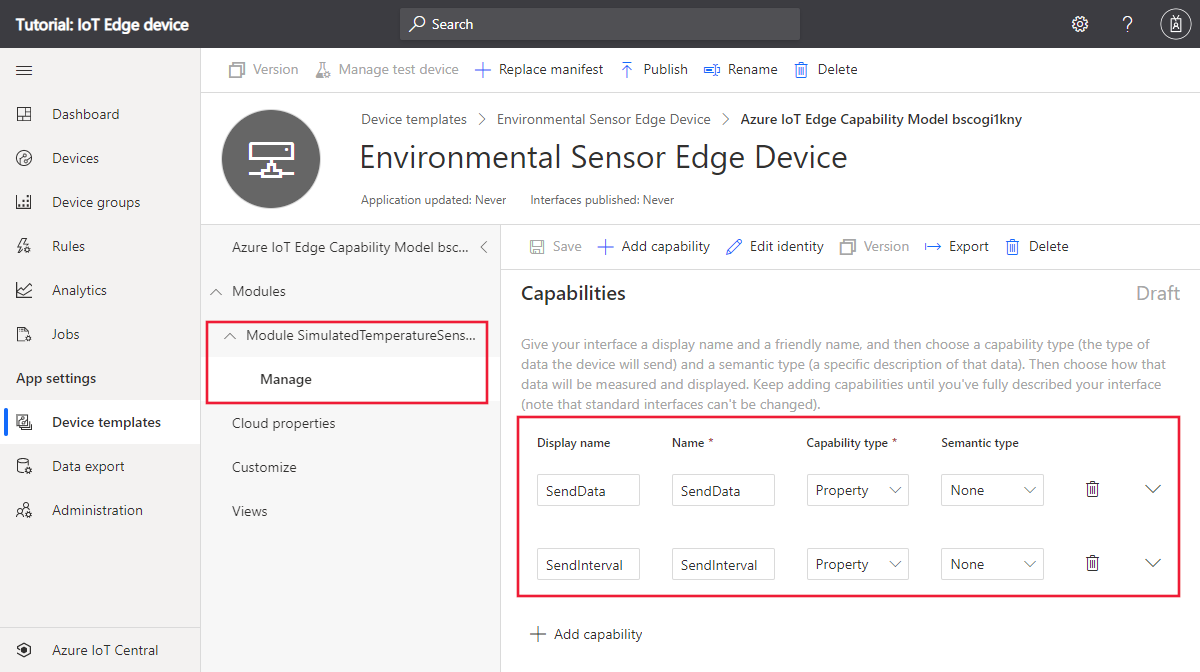 Tutorial: IoT Edge device
Search
?
Version
Manage test device
Replace manifest
Publish
Rename
Delete
Dashboard
Devices
Device groups
Rules
Analytics
Jobs
App settings
Device templates
Data export
Administration
Azure IoT Central
Device templates > Environmental Sensor Edge Device > Azure IoT Edge Capability Model bscogi1kny
Environmental Sensor Edge Device
Application updated: Never Interfaces published: Never
Azure IoT Edge Capability Model bsc...
Modules
Module SimulatedTemperatureSens...
Manage
Cloud properties
Customize
Views
Save
Add capability
Edit identity
Version
Export
Delete
Capabilities
Draft
Give your interface a display name and a friendly name, and then choose a capability type (the type of
data the device will send) and a semantic type (a specific description of that data). Then choose how that
data will be measured and displayed. Keep adding capabilities until you've fully described your interface
(note that standard interfaces can't be changed).
Display name Name * Capability type * Semantic type
SendData SendData Property None
SendInterval SendInterval Property None
Add capability